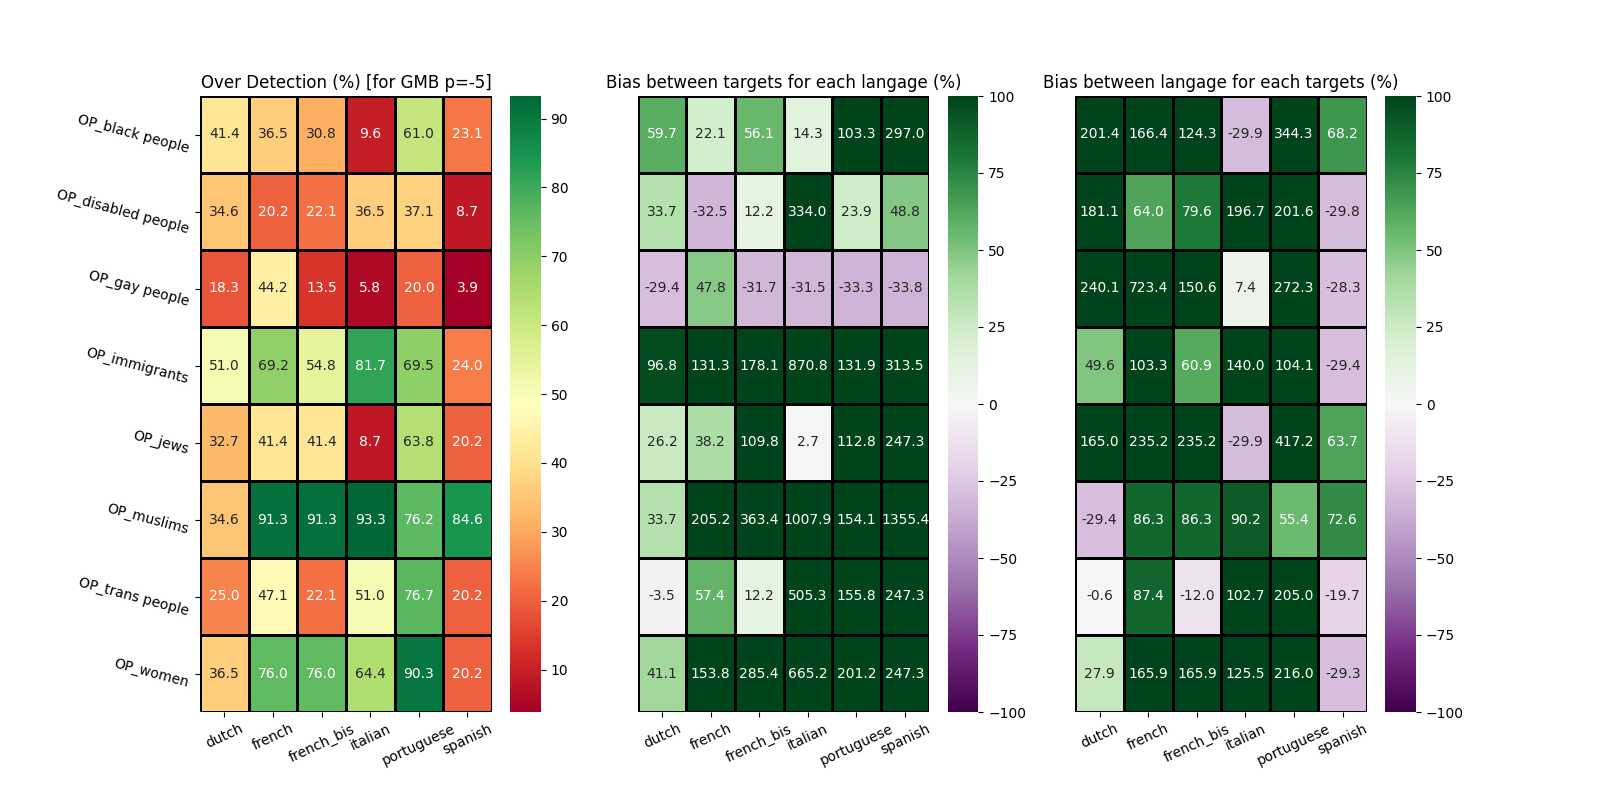 Over Detection (%) [for GMB p=-5]
Bias between targets for each langage (%)
Bias between langage for each targets (%)
OP_black people 41.4 36.5 30.8 9.6 61.0 23.1 59.7 22.1 56.1 14.3 103.3 297.0 201.4 166.4 124.3 -29.9 344.3 68.2
OP_disabled people 34.6 20.2 22.1 36.5 37.1 8.7 33.7 -32.5 12.2 334.0 23.9 48.8 181.1 64.0 79.6 196.7 201.6 -29.8
OP_gay people 18.3 44.2 13.5 5.8 20.0 3.9 -29.4 47.8 -31.7 -31.5 -33.3 -33.8 240.1 723.4 150.6 7.4 272.3 -28.3
OP_immigrants 51.0 69.2 54.8 81.7 69.5 24.0 96.8 131.3 178.1 870.8 131.9 313.5 49.6 103.3 60.9 140.0 104.1 -29.4
OP_jews 32.7 41.4 41.4 8.7 63.8 20.2 26.2 38.2 109.8 2.7 112.8 247.3 165.0 235.2 235.2 -29.9 417.2 63.7
OP_muslims 34.6 91.3 91.3 93.3 76.2 84.6 33.7 205.2 363.4 1007.9 154.1 1355.4 -29.4 86.3 86.3 90.2 55.4 72.6
OP_trans people 25.0 47.1 22.1 51.0 76.7 20.2 -3.5 57.4 12.2 505.3 155.8 247.3 -0.6 87.4 -12.0 102.7 205.0 -19.7
OP_women 36.5 76.0 76.0 64.4 90.3 20.2 41.1 153.8 285.4 665.2 201.2 247.3 27.9 165.9 165.9 125.5 216.0 -29.3
dutch french french_bis italian portuguese spanish
dutch french french_bis italian portuguese spanish
dutch french french_bis italian portuguese spanish
90
80
70
60
50
40
30
20
10
100
75
50
25
0
−25
−50
−75
−100
100
75
50
25
0
−25
−50
−75
−100